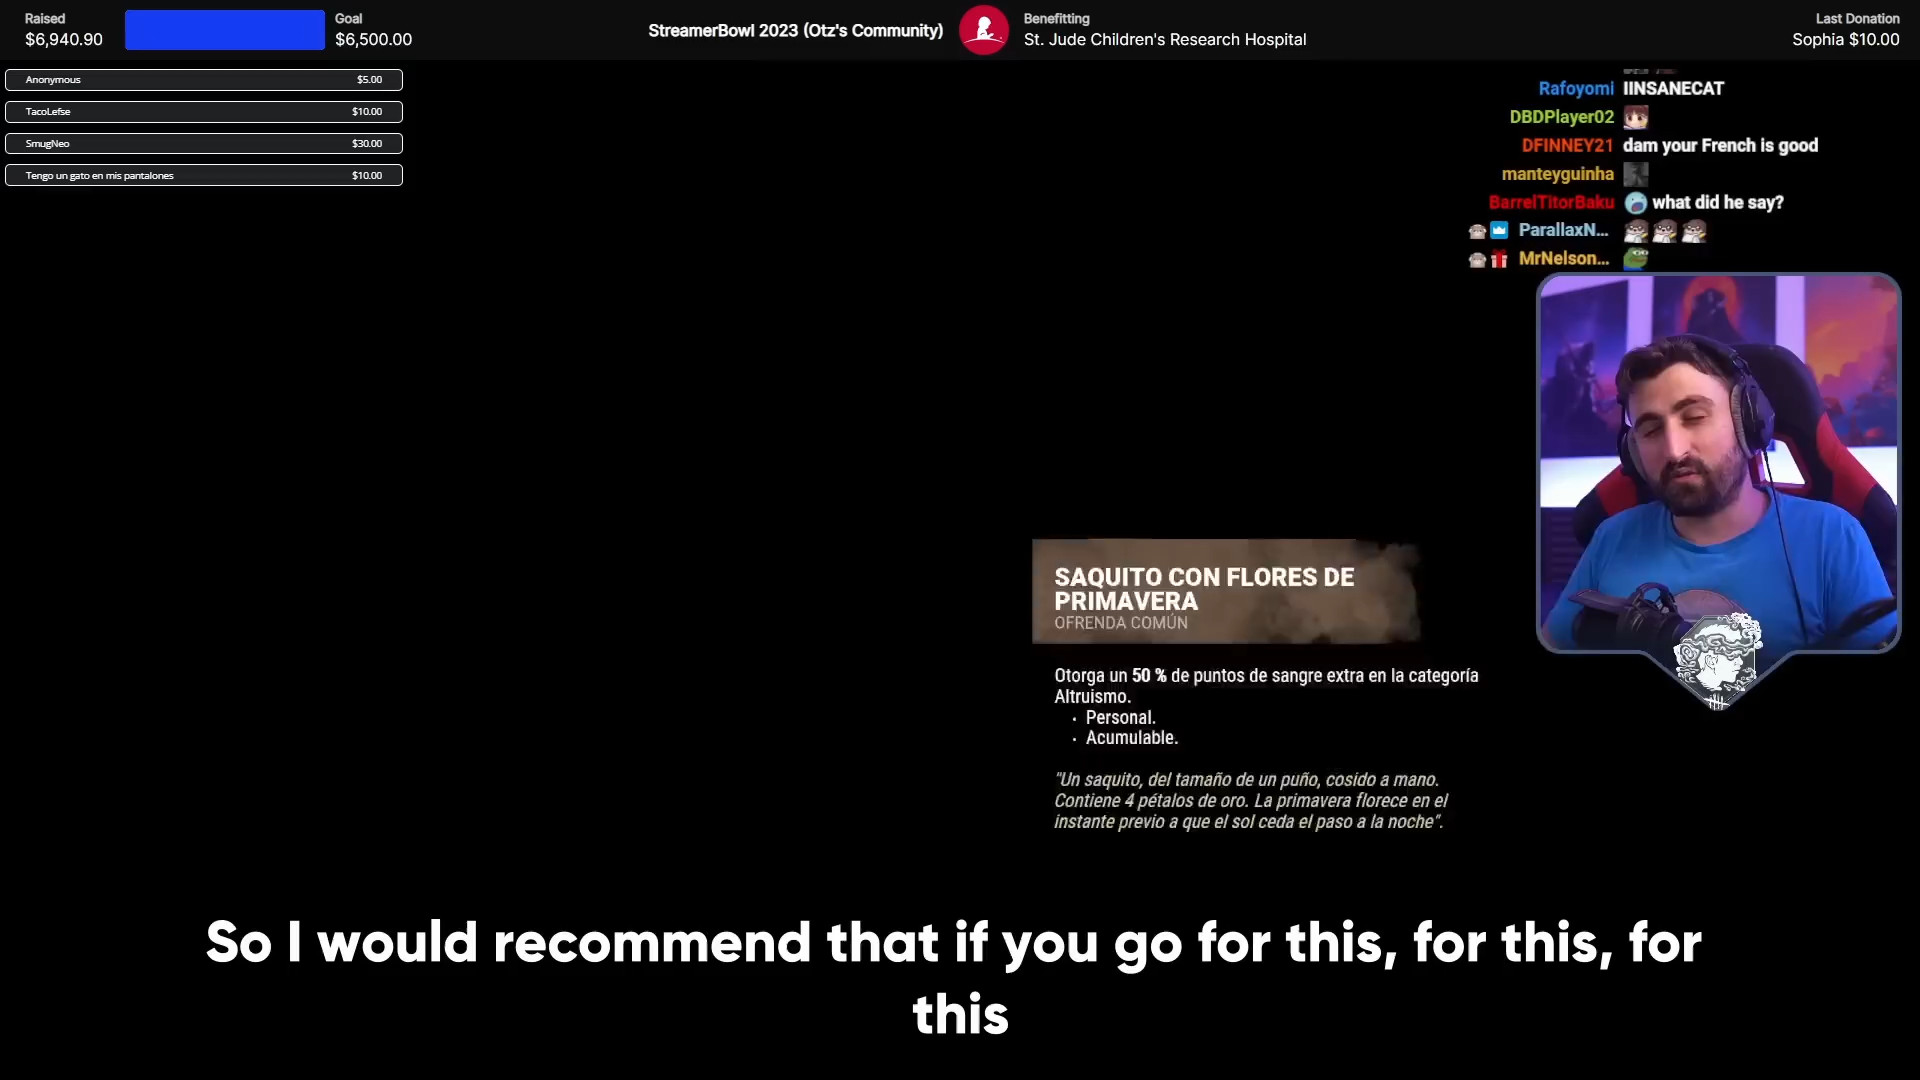 Raised
$6,940.90
Goal
$6,500.00
StreamerBowl 2023 (Otz's Community)
Benefitting
St. Jude Children's Research Hospital
Last Donation
Sophia $10.00
Anonymous $5.00
TacoLefse $10.00
SmugNeo $30.00
Tengo un gato en mis pantalones $10.00
Rafoyomi IINSANECAT
DBDPlayer02
DFINNEY21 dam your French is good
manteyguinha
BarrelTitorBaku what did he say?
ParallaxN...
MrNelson...
SAQUITO CON FLORES DE
PRIMAVERA
OFRENDA COMÚN
Otorga un 50 % de puntos de sangre extra en la categoría
Altruismo.
• Personal.
• Acumulable.
"Un saquito, del tamaño de un puño, cosido a mano.
Contiene 4 pétalos de oro. La primavera florece en el
instante previo a que el sol ceda el paso a la noche".
So I would recommend that if you go for this, for this, for
this